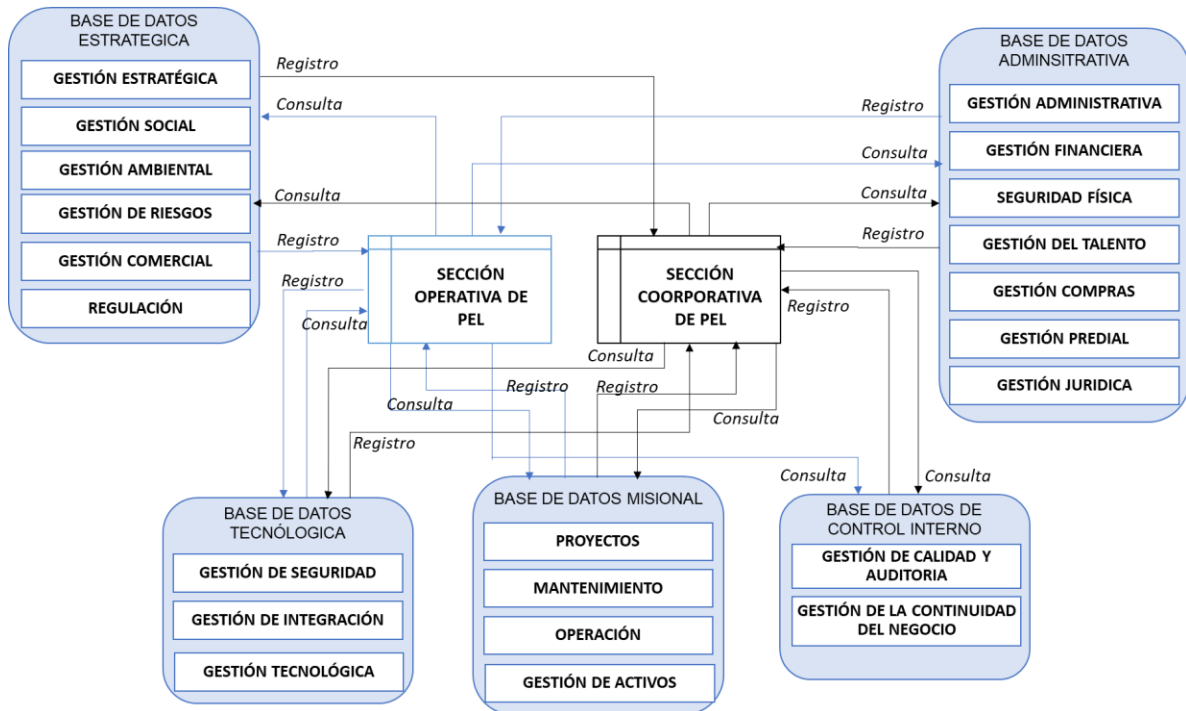 BASE DE DATOS
ESTRATEGICA
GESTIÓN ESTRATÉGICA
GESTIÓN SOCIAL
GESTIÓN AMBIENTAL
GESTIÓN DE RIESGOS
GESTIÓN COMERCIAL
REGULACIÓN
Registro
Consulta
Consulta
Registro
Registro
Consulta
BASE DE DATOS
ADMINSITRATIVA
GESTIÓN ADMINISTRATIVA
GESTIÓN FINANCIERA
SEGURIDAD FÍSICA
GESTIÓN DEL TALENTO
GESTIÓN COMPRAS
GESTIÓN PREDIAL
GESTIÓN JURIDICA
Registro
Consulta
Consulta
Registro
SECCIÓN
OPERATIVA DE
PEL
SECCIÓN
COORPORATIVA
DE PEL
Registro
Consulta
Registro
Consulta
Consulta
Registro
Consulta
Consulta
BASE DE DATOS
TECNÓLOGICA
GESTIÓN DE SEGURIDAD
GESTIÓN DE INTEGRACIÓN
GESTIÓN TECNOLÓGICA
BASE DE DATOS MISIONAL
PROYECTOS
MANTENIMIENTO
OPERACIÓN
GESTIÓN DE ACTIVOS
BASE DE DATOS DE
CONTROL INTERNO
GESTIÓN DE CALIDAD Y
AUDITORIA
GESTIÓN DE LA CONTINUIDAD
DEL NEGOCIO